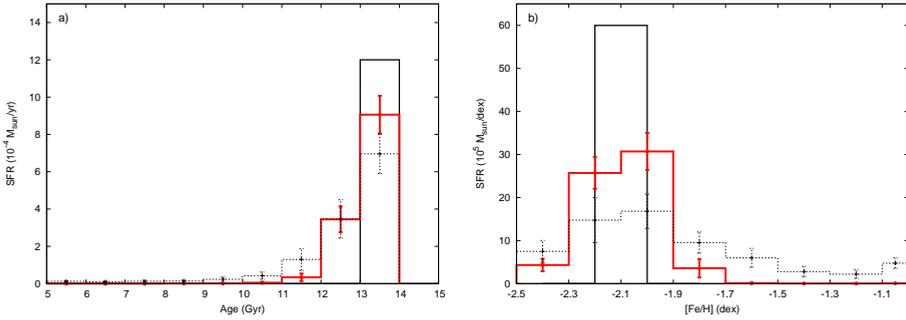 a)
SFR (10^-4 M_sun/yr)
14
12
10
8
6
4
2
0
5 6 7 8 9 10 11 12 13 14 15
Age (Gyr)
b)
SFR (10^5 M_sun/dex)
60
50
40
30
20
10
0
-2.5 -2.3 -2.1 -1.9 -1.7 -1.5 -1.3 -1.1
[Fe/H] (dex)